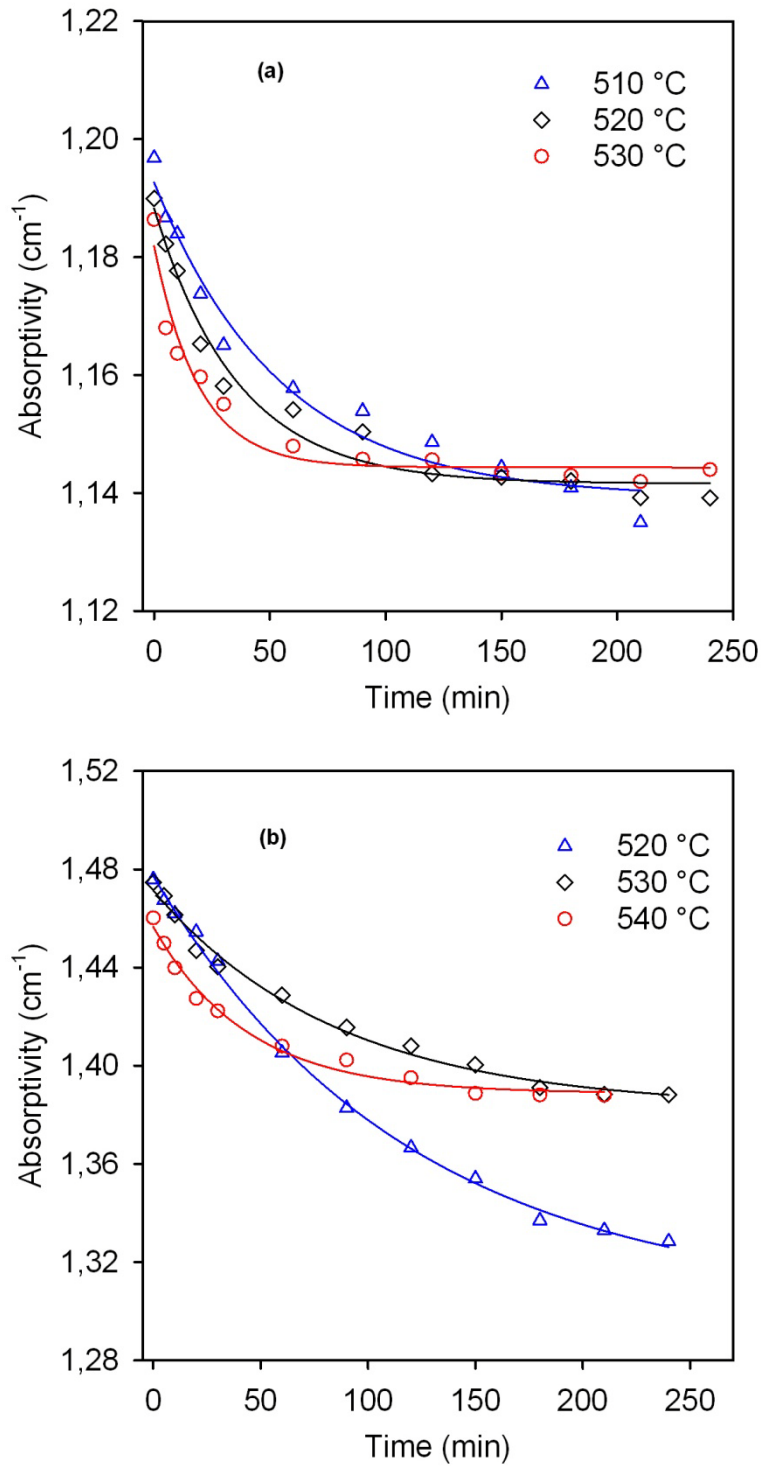 1,22
(a)
510 °C
520 °C
530 °C
1,20
1,18
1,16
1,14
1,12
Absorptivity (cm⁻¹)
0 50 100 150 200 250
Time (min)
1,52
(b)
520 °C
530 °C
540 °C
1,48
1,44
1,40
1,36
1,32
1,28
Absorptivity (cm⁻¹)
0 50 100 150 200 250
Time (min)